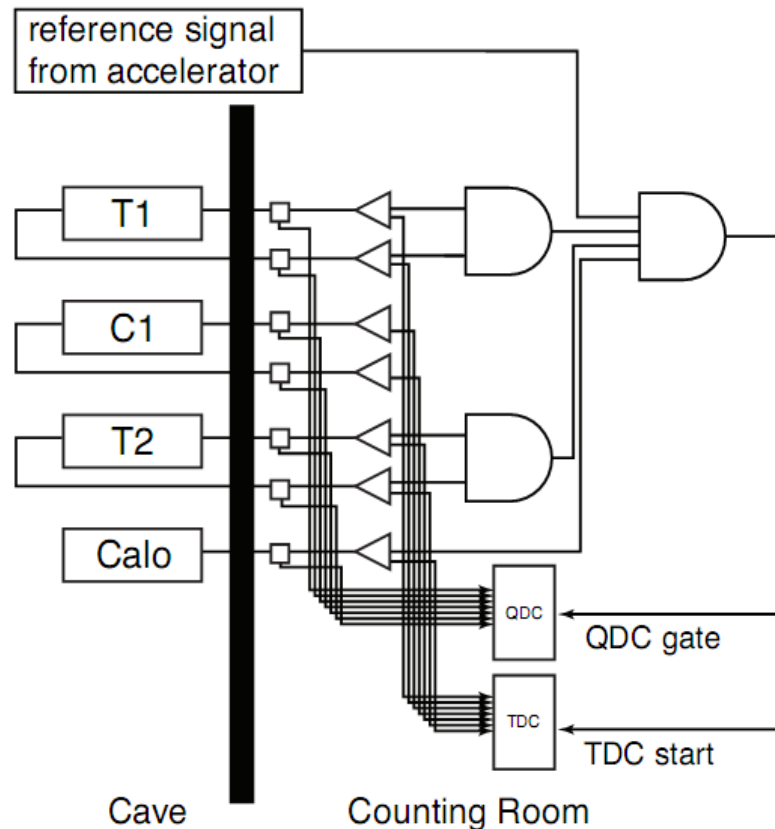 reference signal
from accelerator
T1
C1
T2
Calo
QDC
QDC gate
TDC
TDC start
Cave
Counting Room